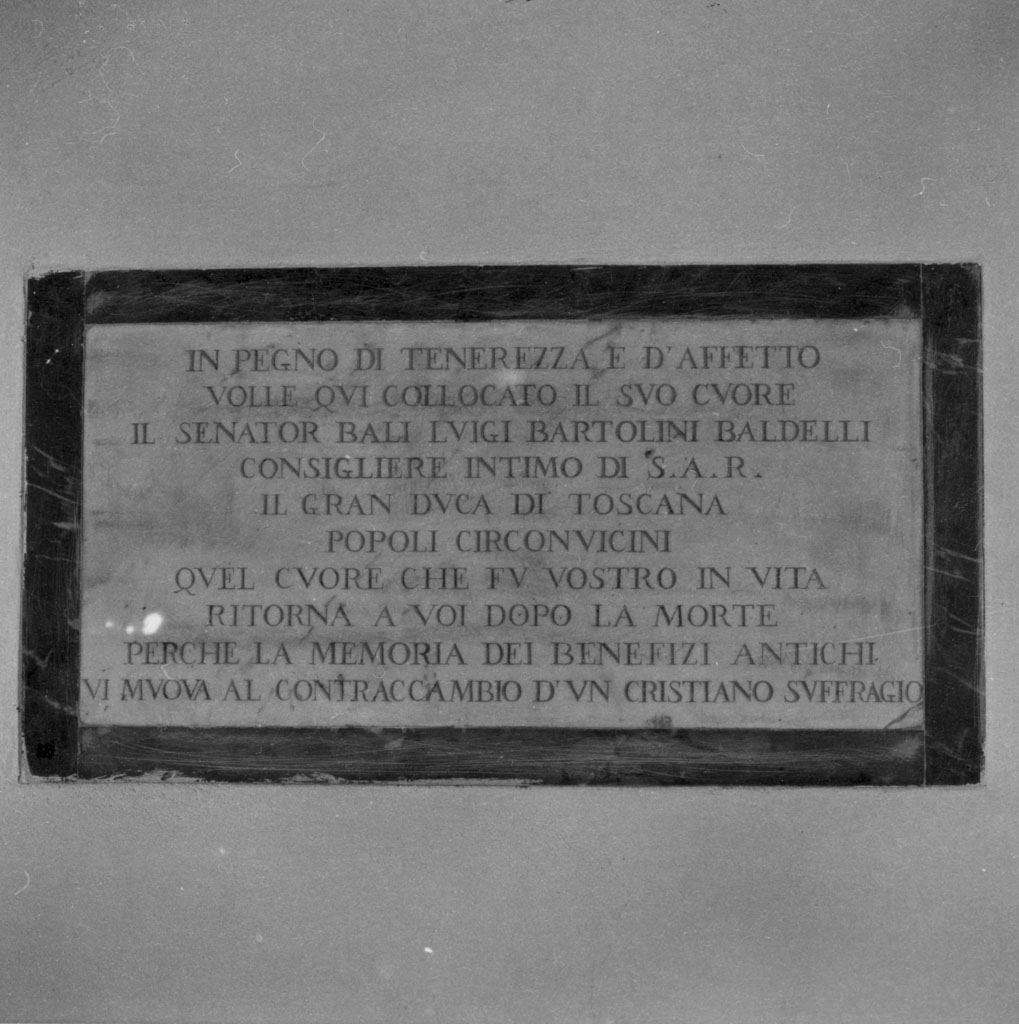 IN PEGNO DI TENEREZZA E D'AFFETTO
VOLLE QVI COLLOCATO IL SVO CVORE
IL SENATOR BALI LVIGI BARTOLINI BALDELLI
CONSIGLIERE INTIMO DI S.A.R.
IL GRAN DVCA DI TOSCANA
POPOLI CIRCONVICINI
QVEL CVORE CHE FV VOSTRO IN VITA
RITORNA A VOI DOPO LA MORTE
PERCHE LA MEMORIA DEI BENEFIZI ANTICHI
VI MVOVA AL CONTRACCAMBIO D'VN CRISTIANO SVFFRAGIO